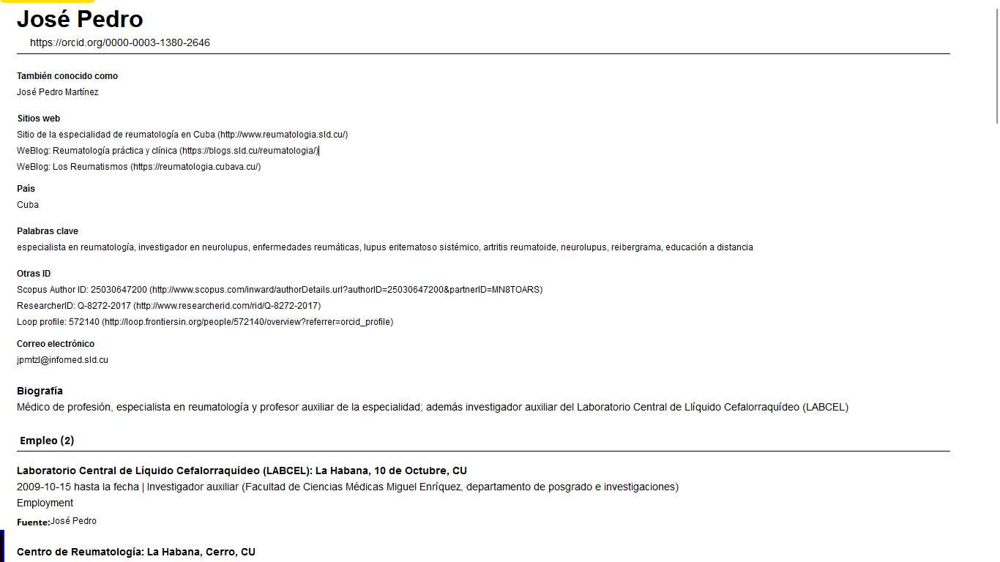 José Pedro
https://orcid.org/0000-0003-1380-2646
También conocido como
José Pedro Martínez
Sitios web
Sitio de la especialidad de reumatología en Cuba (http://www.reumatologia.sld.cu/)
WeBlog: Reumatología práctica y clínica (https://blogs.sld.cu/reumatologia/)
WeBlog: Los Reumatismos (https://reumatologia.cubava.cu/)
País
Cuba
Palabras clave
especialista en reumatología, investigador en neurolupus, enfermedades reumáticas, lupus eritematoso sistémico, artritis reumatoide, neurolupus, reibergrama, educación a distancia
Otras ID
Scopus Author ID: 25030647200 (http://www.scopus.com/inward/authorDetails.url?authorID=25030647200&partnerID=MN8TOARS)
ResearcherID: Q-8272-2017 (http://www.researcherid.com/rid/Q-8272-2017)
Loop profile: 572140 (http://loop.frontiersin.org/people/572140/overview?referrer=orcid_profile)
Correo electrónico
jpmtzl@infomed.sld.cu
Biografía
Médico de profesión, especialista en reumatología y profesor auxiliar de la especialidad; además investigador auxiliar del Laboratorio Central de Llíquido Cefalorraquídeo (LABCEL)
Empleo (2)
Laboratorio Central de Líquido Cefalorraquídeo (LABCEL): La Habana, 10 de Octubre, CU
2009-10-15 hasta la fecha | Investigador auxiliar (Facultad de Ciencias Médicas Miguel Enríquez, departamento de posgrado e investigaciones)
Employment
Fuente:José Pedro
Centro de Reumatología: La Habana, Cerro, CU